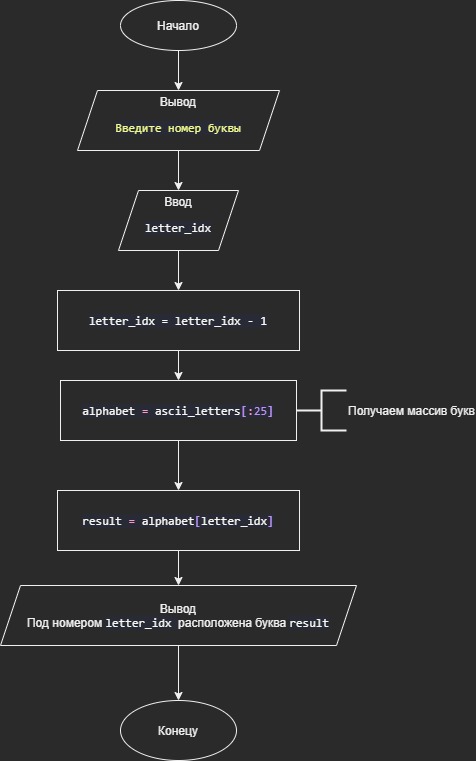 Начало
Вывод
Введите номер буквы
Ввод
letter_idx
letter_idx = letter_idx - 1
alphabet = ascii_letters[:25]
Получаем массив букв
result = alphabet[letter_idx]
Вывод
Под номером letter_idx расположена буква result
Конецу